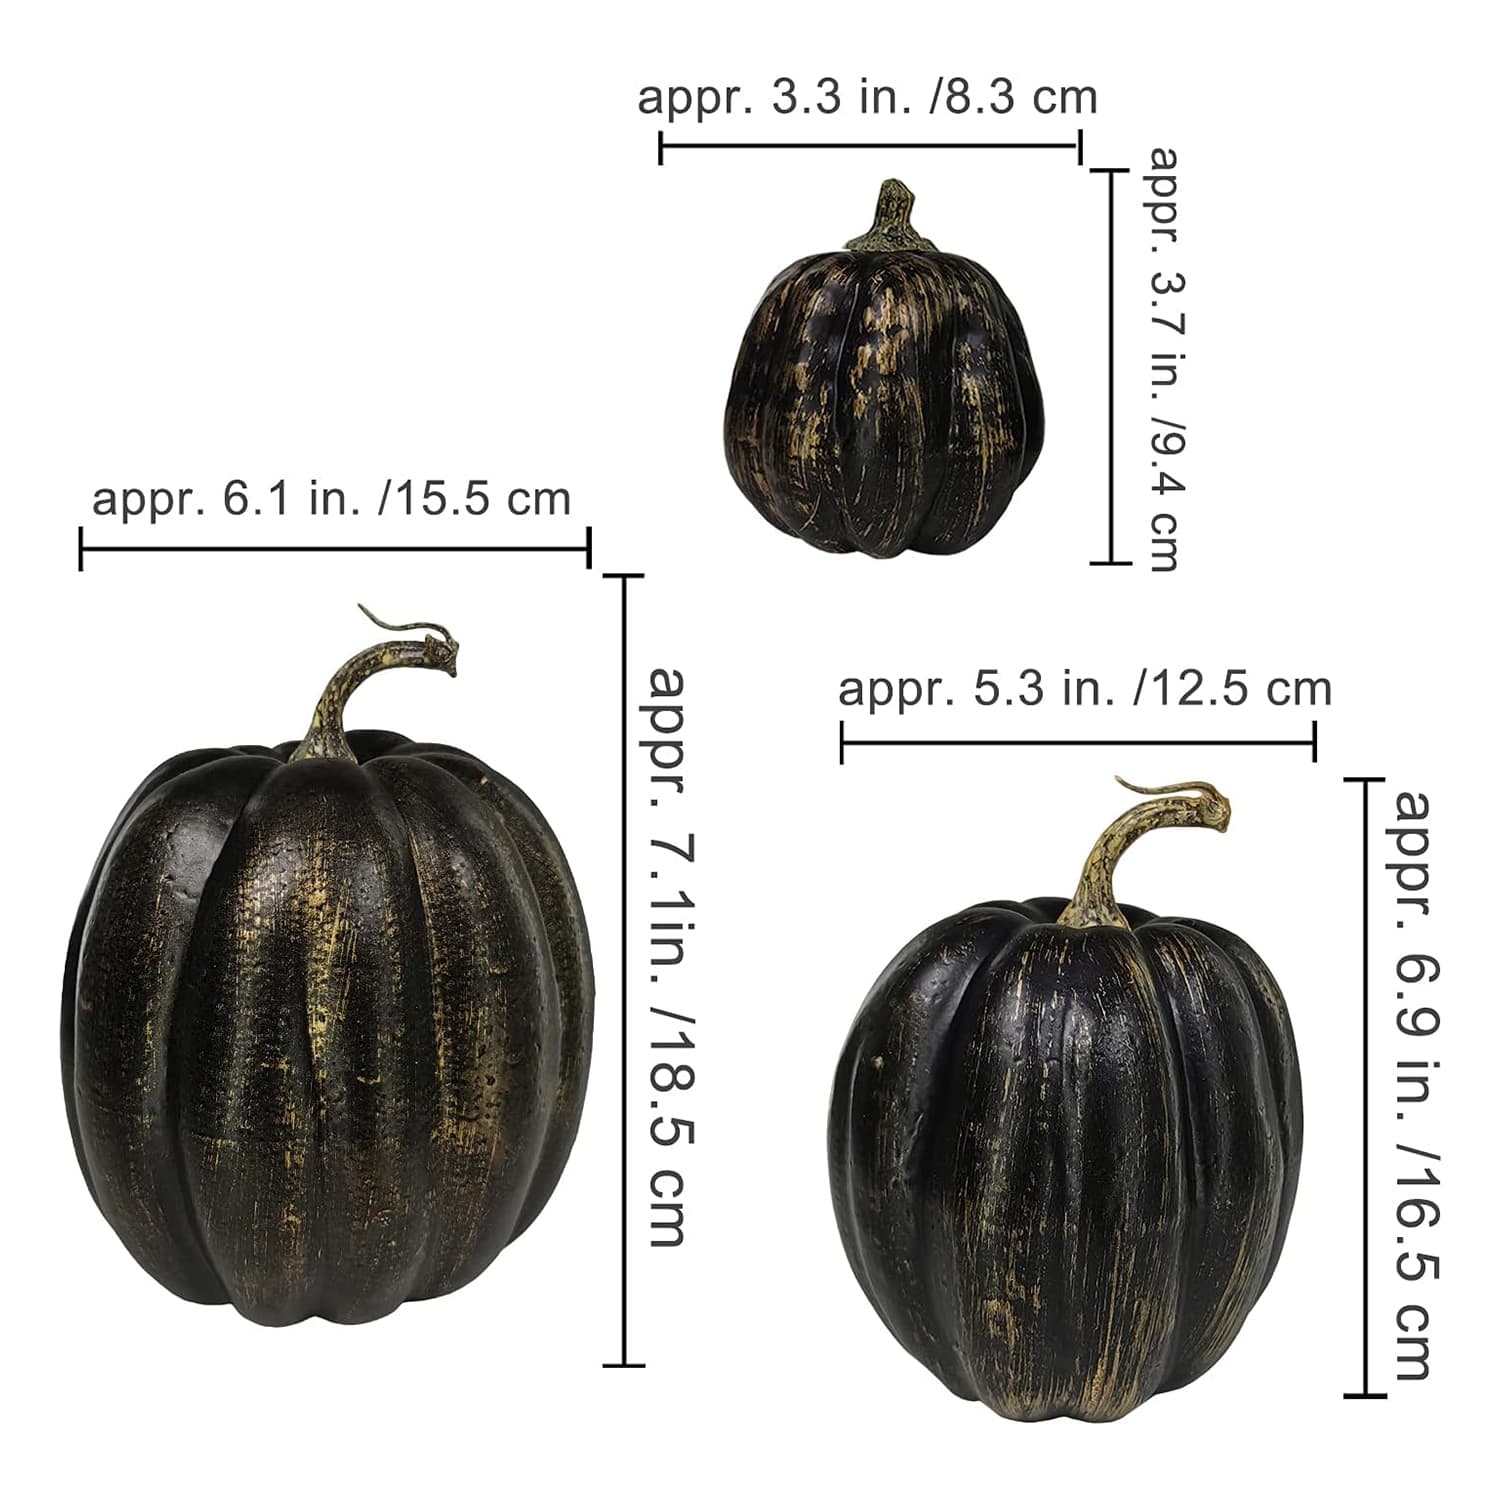 appr. 3.3 in. /8.3 cm
appr. 3.7 in. /9.4 cm
appr. 6.1 in. /15.5 cm
appr. 7.1in. /18.5 cm
appr. 5.3 in. /12.5 cm
appr. 6.9 in. /16.5 cm